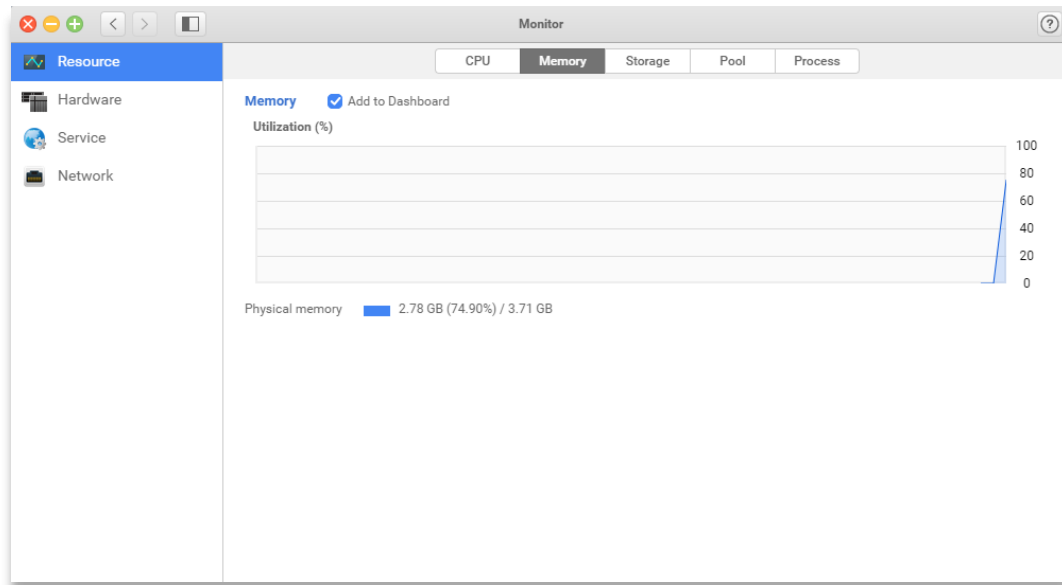 Monitor
?
Resource
Hardware
Service
Network
CPU Memory Storage Pool Process
Memory Add to Dashboard
Utilization (%)
100
80
60
40
20
0
Physical memory 2.78 GB (74.90%) / 3.71 GB